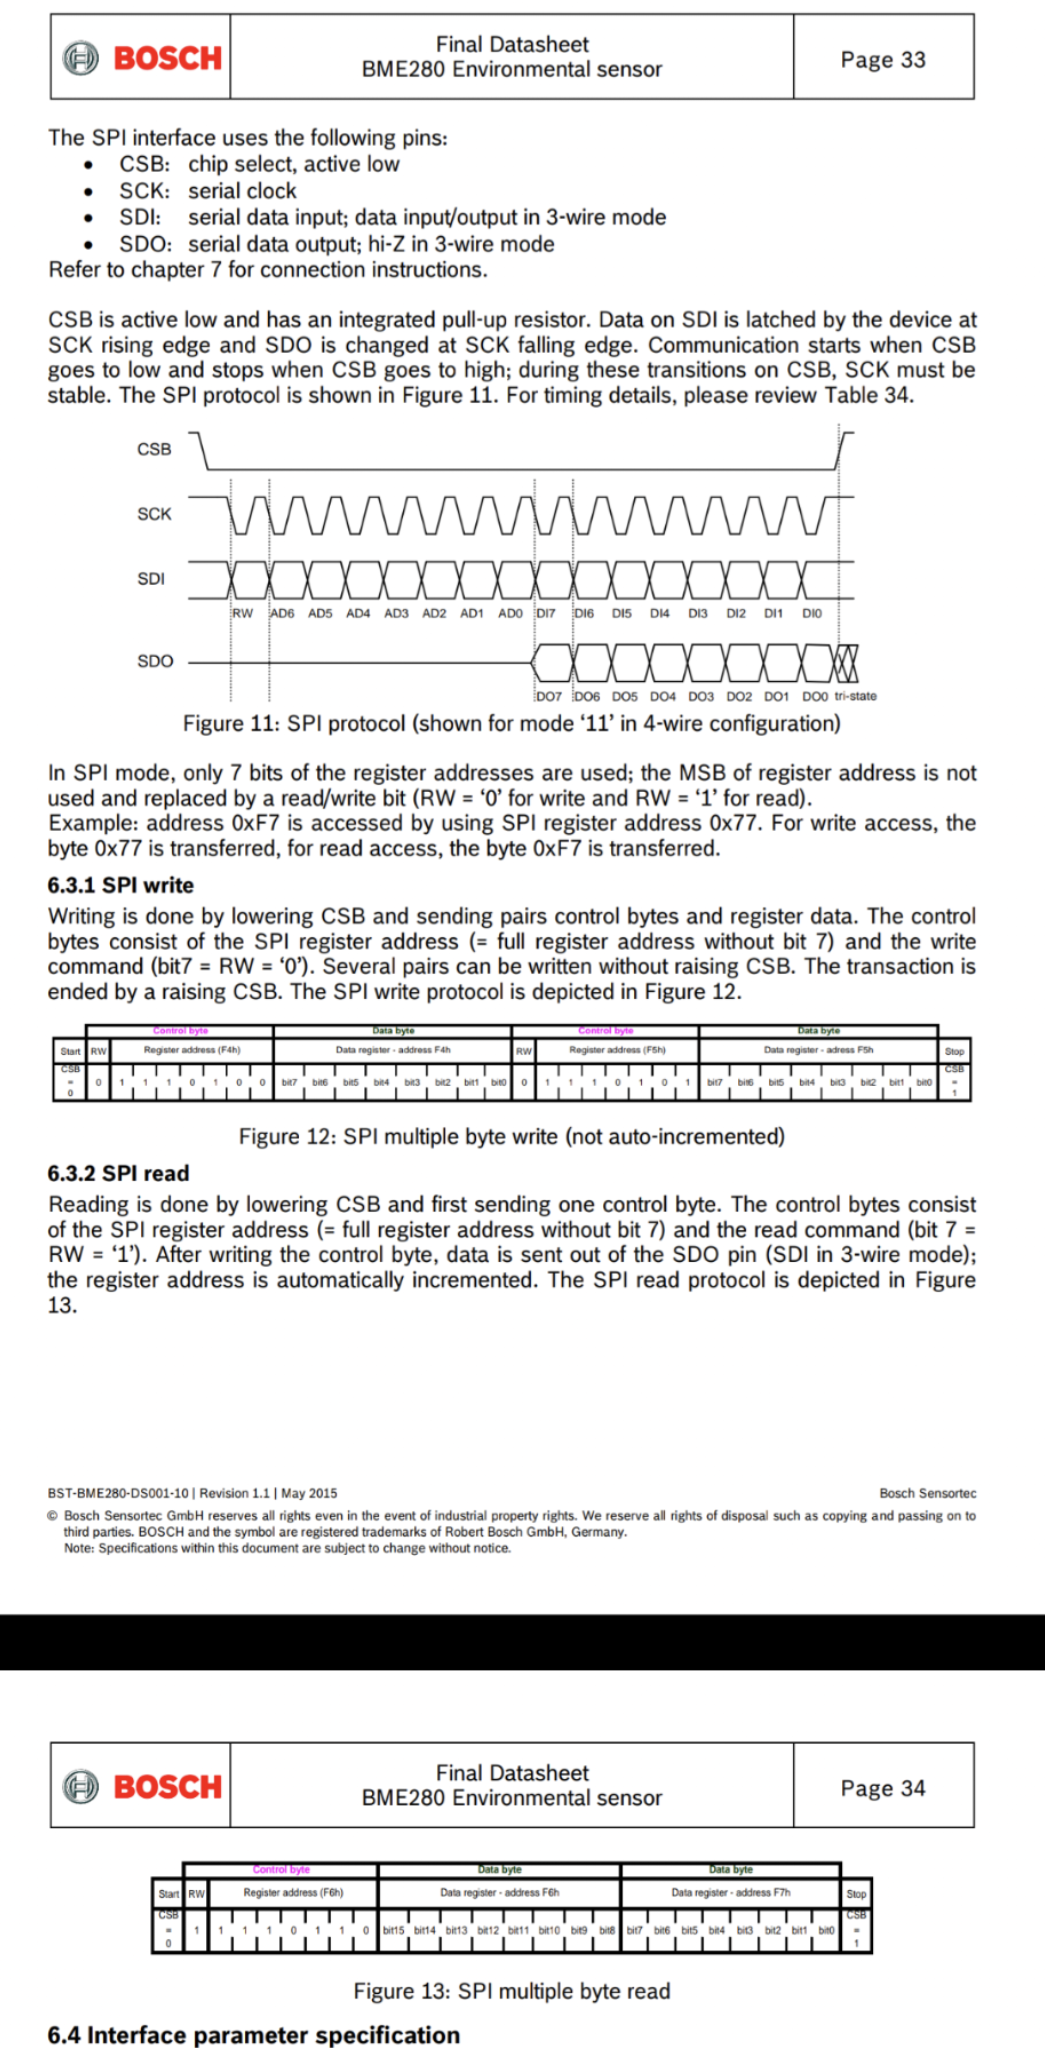 BOSCH
Final Datasheet
BME280 Environmental sensor
Page 33
The SPI interface uses the following pins:
• CSB: chip select, active low
• SCK: serial clock
• SDI: serial data input; data input/output in 3-wire mode
• SDO: serial data output; hi-Z in 3-wire mode
Refer to chapter 7 for connection instructions.
CSB is active low and has an integrated pull-up resistor. Data on SDI is latched by the device at
SCK rising edge and SDO is changed at SCK falling edge. Communication starts when CSB
goes to low and stops when CSB goes to high; during these transitions on CSB, SCK must be
stable. The SPI protocol is shown in Figure 11. For timing details, please review Table 34.
CSB
SCK
SDI
RW AD6 AD5 AD4 AD3 AD2 AD1 AD0 DI7 DI6 DI5 DI4 DI3 DI2 DI1 DI0
SDO
DO7 DO6 DO5 DO4 DO3 DO2 DO1 DO0 tri-state
Figure 11: SPI protocol (shown for mode ‘11’ in 4-wire configuration)
In SPI mode, only 7 bits of the register addresses are used; the MSB of register address is not
used and replaced by a read/write bit (RW = ‘0’ for write and RW = ‘1’ for read).
Example: address 0xF7 is accessed by using SPI register address 0x77. For write access, the
byte 0x77 is transferred, for read access, the byte 0xF7 is transferred.
6.3.1 SPI write
Writing is done by lowering CSB and sending pairs control bytes and register data. The control
bytes consist of the SPI register address (= full register address without bit 7) and the write
command (bit7 = RW = ‘0’). Several pairs can be written without raising CSB. The transaction is
ended by a raising CSB. The SPI write protocol is depicted in Figure 12.
Control byte Data byte Control byte Data byte
Start RW Register address (F4h) Data register - address F4h RW Register address (F5h) Data register - adress F5h Stop
CSB = 0 0 1 1 1 0 1 0 0 bit7 bit6 bit5 bit4 bit3 bit2 bit1 bit0 0 1 1 1 0 1 0 1 bit7 bit6 bit5 bit4 bit3 bit2 bit1 bit0 CSB = 1
Figure 12: SPI multiple byte write (not auto-incremented)
6.3.2 SPI read
Reading is done by lowering CSB and first sending one control byte. The control bytes consist
of the SPI register address (= full register address without bit 7) and the read command (bit 7 =
RW = ‘1’). After writing the control byte, data is sent out of the SDO pin (SDI in 3-wire mode);
the register address is automatically incremented. The SPI read protocol is depicted in Figure
13.
BST-BME280-DS001-10 | Revision 1.1 | May 2015 Bosch Sensortec
© Bosch Sensortec GmbH reserves all rights even in the event of industrial property rights. We reserve all rights of disposal such as copying and passing on to
third parties. BOSCH and the symbol are registered trademarks of Robert Bosch GmbH, Germany.
Note: Specifications within this document are subject to change without notice.
BOSCH
Final Datasheet
BME280 Environmental sensor
Page 34
Control byte Data byte Data byte
Start RW Register address (F6h) Data register - address F6h Data register - address F7h Stop
CSB = 0 1 1 1 1 0 1 1 0 bit15 bit14 bit13 bit12 bit11 bit10 bit9 bit8 bit7 bit6 bit5 bit4 bit3 bit2 bit1 bit0 CSB = 1
Figure 13: SPI multiple byte read
6.4 Interface parameter specification